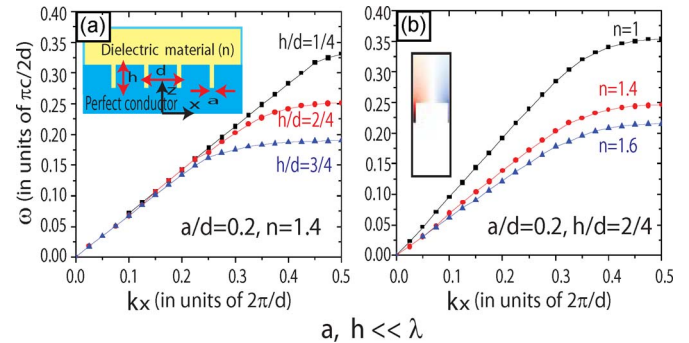 (a)
Dielectric material (n)
h
d
a
z
x
Perfect conductor
h/d=1/4
h/d=2/4
h/d=3/4
a/d=0.2, n=1.4
0.40
0.35
0.30
0.25
0.20
0.15
0.10
0.05
0.00
ω (in units of πc/2d)
0.0 0.1 0.2 0.3 0.4 0.5
kx (in units of 2π/d)
(b)
n=1
n=1.4
n=1.6
a/d=0.2, h/d=2/4
0.40
0.35
0.30
0.25
0.20
0.15
0.10
0.05
0.00
ω (in units of πc/2d)
0.0 0.1 0.2 0.3 0.4 0.5
kx (in units of 2π/d)
a, h << λ